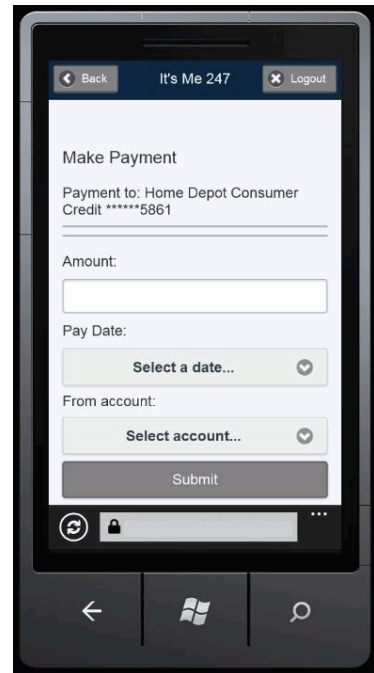 Back
It's Me 247
Logout
Make Payment
Payment to: Home Depot Consumer
Credit ******5861
Amount:
Pay Date:
Select a date...
From account:
Select account...
Submit
...